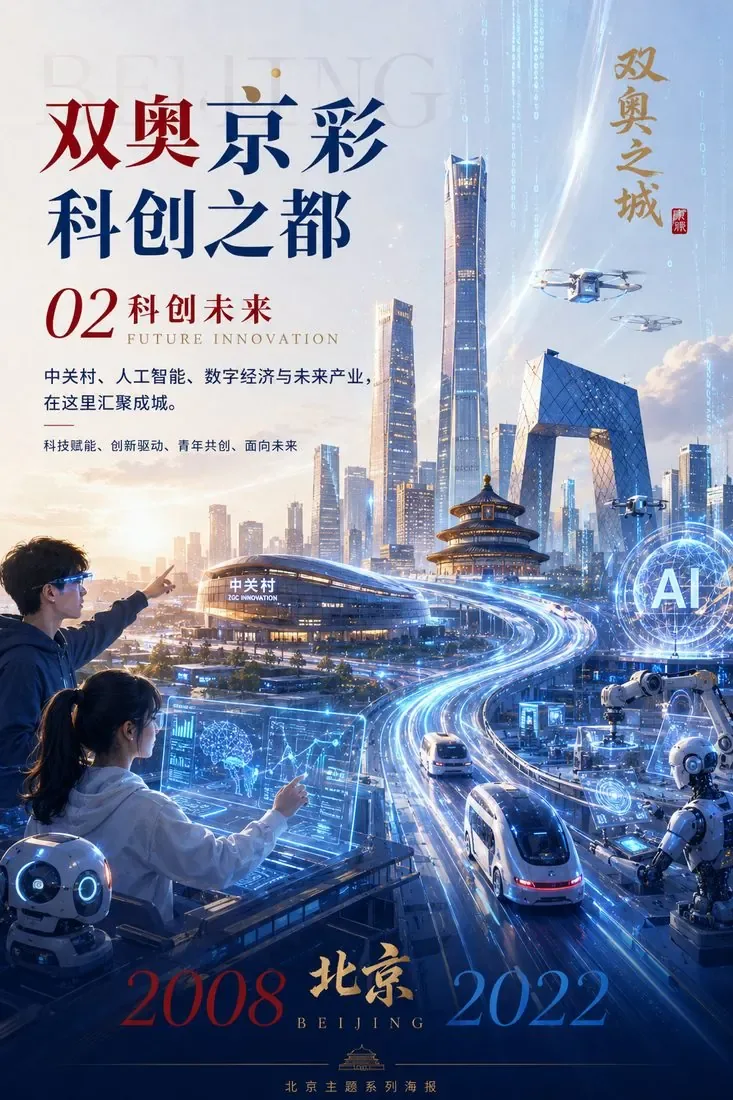 BEIJING
双奥京彩
科创之都
双奥之城
02 科创未来
FUTURE INNOVATION
中关村、人工智能、数字经济与未来产业，
在这里汇聚成城。
科技赋能、创新驱动、青年共创、面向未来
中关村
ZGC INNOVATION
AI
2008 北京 2022
BEIJING
北京主题系列海报